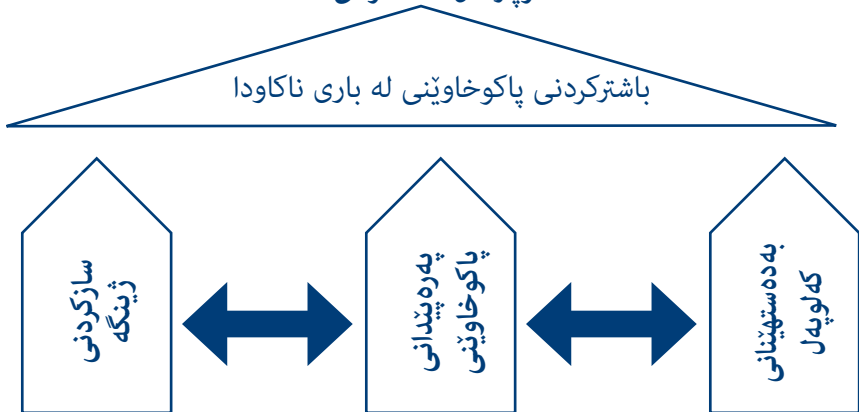 باشترکردنی پاکوخاوێنی لە باری ناکاودا
بەدەستهێنانی
کەلوپەل
پەرەپێدانی
پاکوخاوێنی
سازکردنی
ژینگە